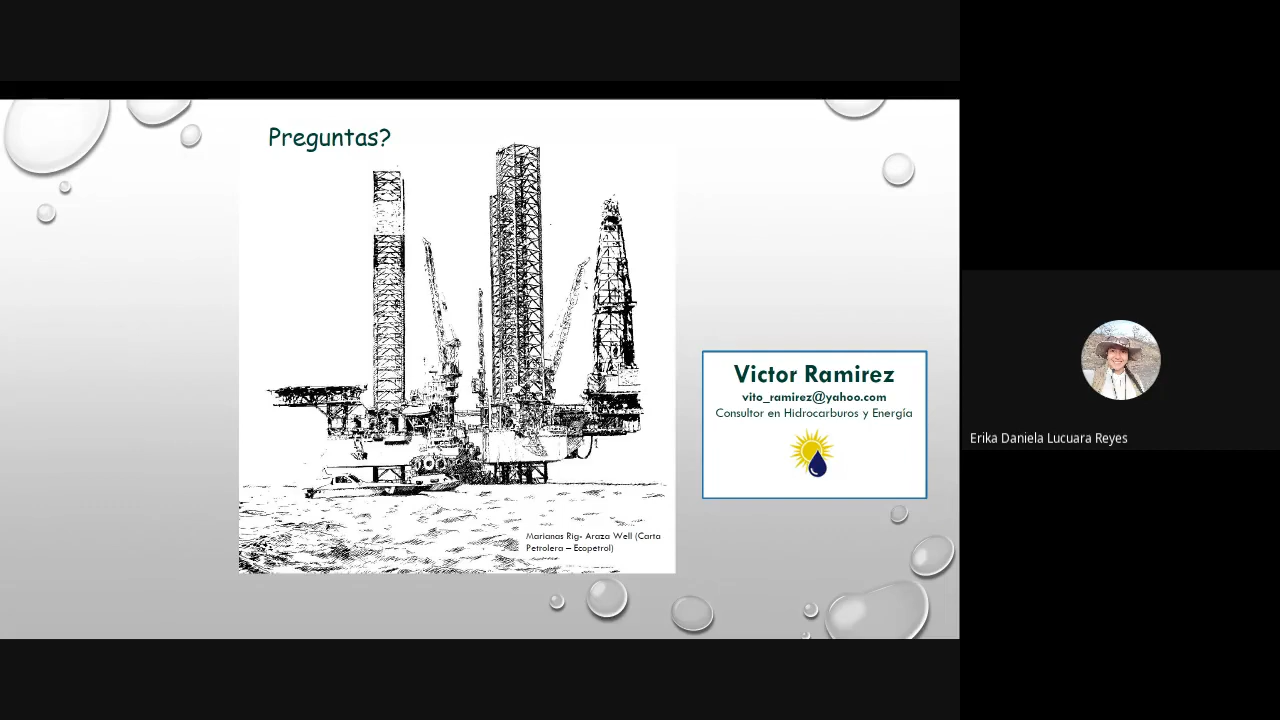 Preguntas?
Victor Ramirez
vito_ramirez@yahoo.com
Consultor en Hidrocarburos y Energía
Marianas Rig- Araza Well (Carta
Petrolera – Ecopetrol)
Erika Daniela Lucuara Reyes